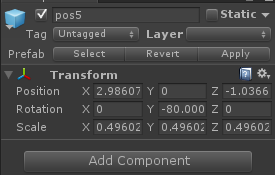 pos5 Static
Tag Untagged Layer
Prefab Select Revert Apply
Transform
Position X 2.98607 Y 0 Z -1.0366
Rotation X 0 Y -80.000 Z 0
Scale X 0.49602 Y 0.49602 Z 0.49602
Add Component